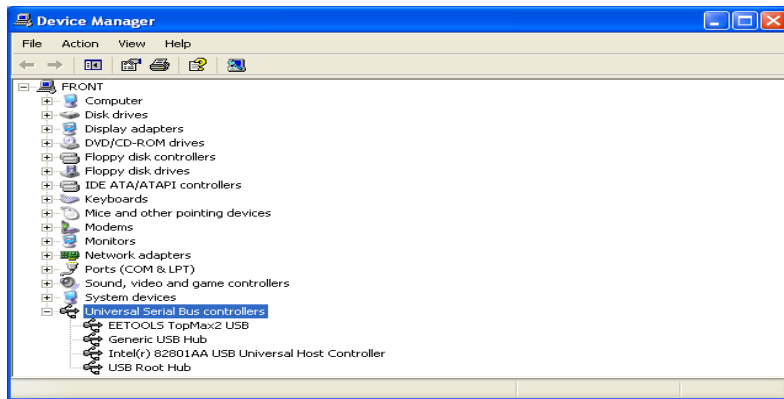 Device Manager
File Action View Help
FRONT
Computer
Disk drives
Display adapters
DVD/CD-ROM drives
Floppy disk controllers
Floppy disk drives
IDE ATA/ATAPI controllers
Keyboards
Mice and other pointing devices
Modems
Monitors
Network adapters
Ports (COM & LPT)
Sound, video and game controllers
System devices
Universal Serial Bus controllers
EETOOLS TopMax2 USB
Generic USB Hub
Intel(r) 82801AA USB Universal Host Controller
USB Root Hub